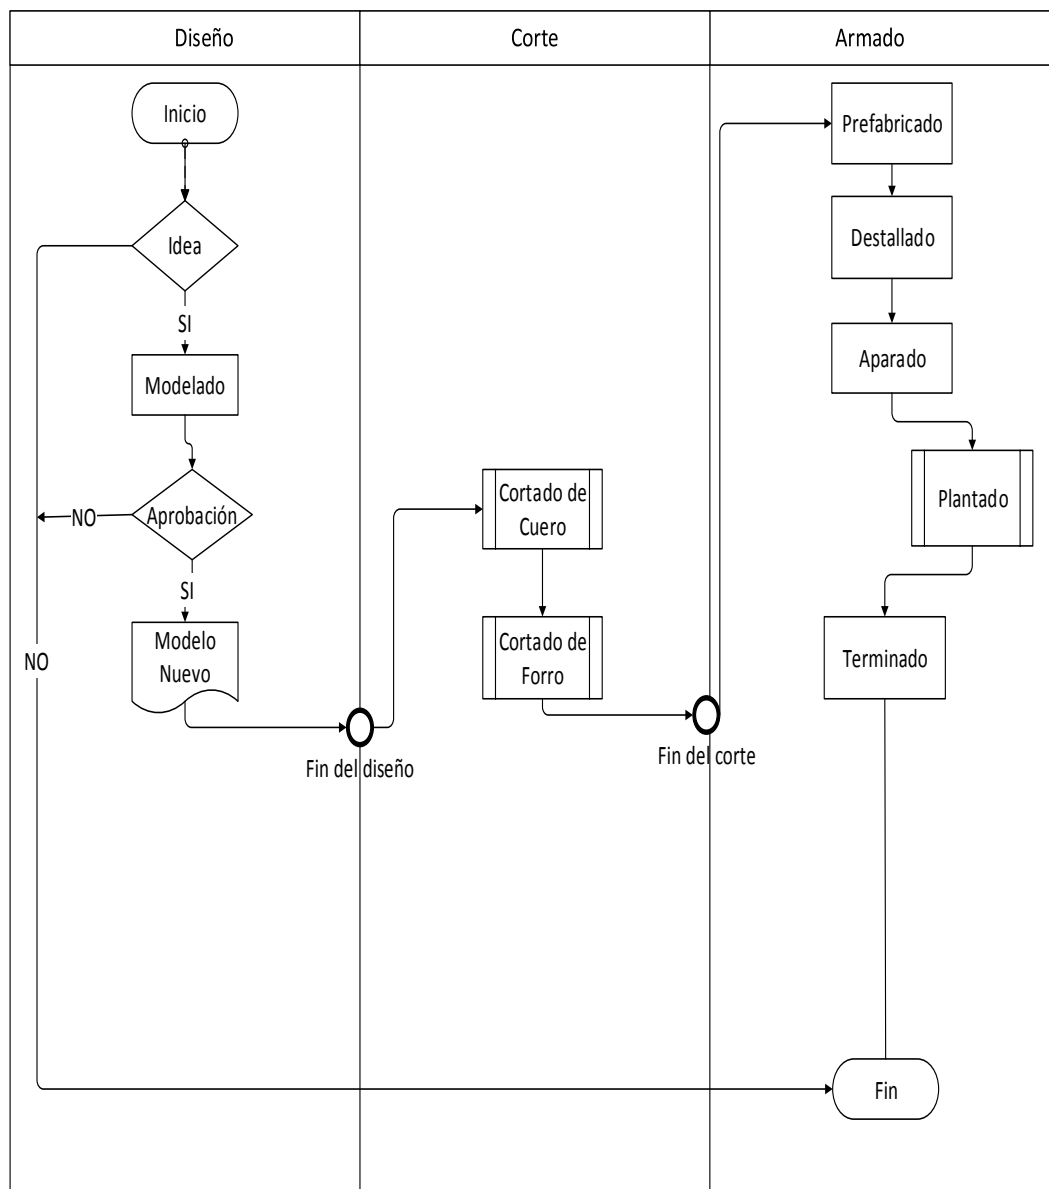 Diseño
Corte
Armado
Inicio
Idea
SI
Modelado
Aprobación
NO
SI
Modelo
Nuevo
NO
Fin del diseño
Cortado de
Cuero
Cortado de
Forro
Fin del corte
Prefabricado
Destallado
Aparado
Plantado
Terminado
Fin